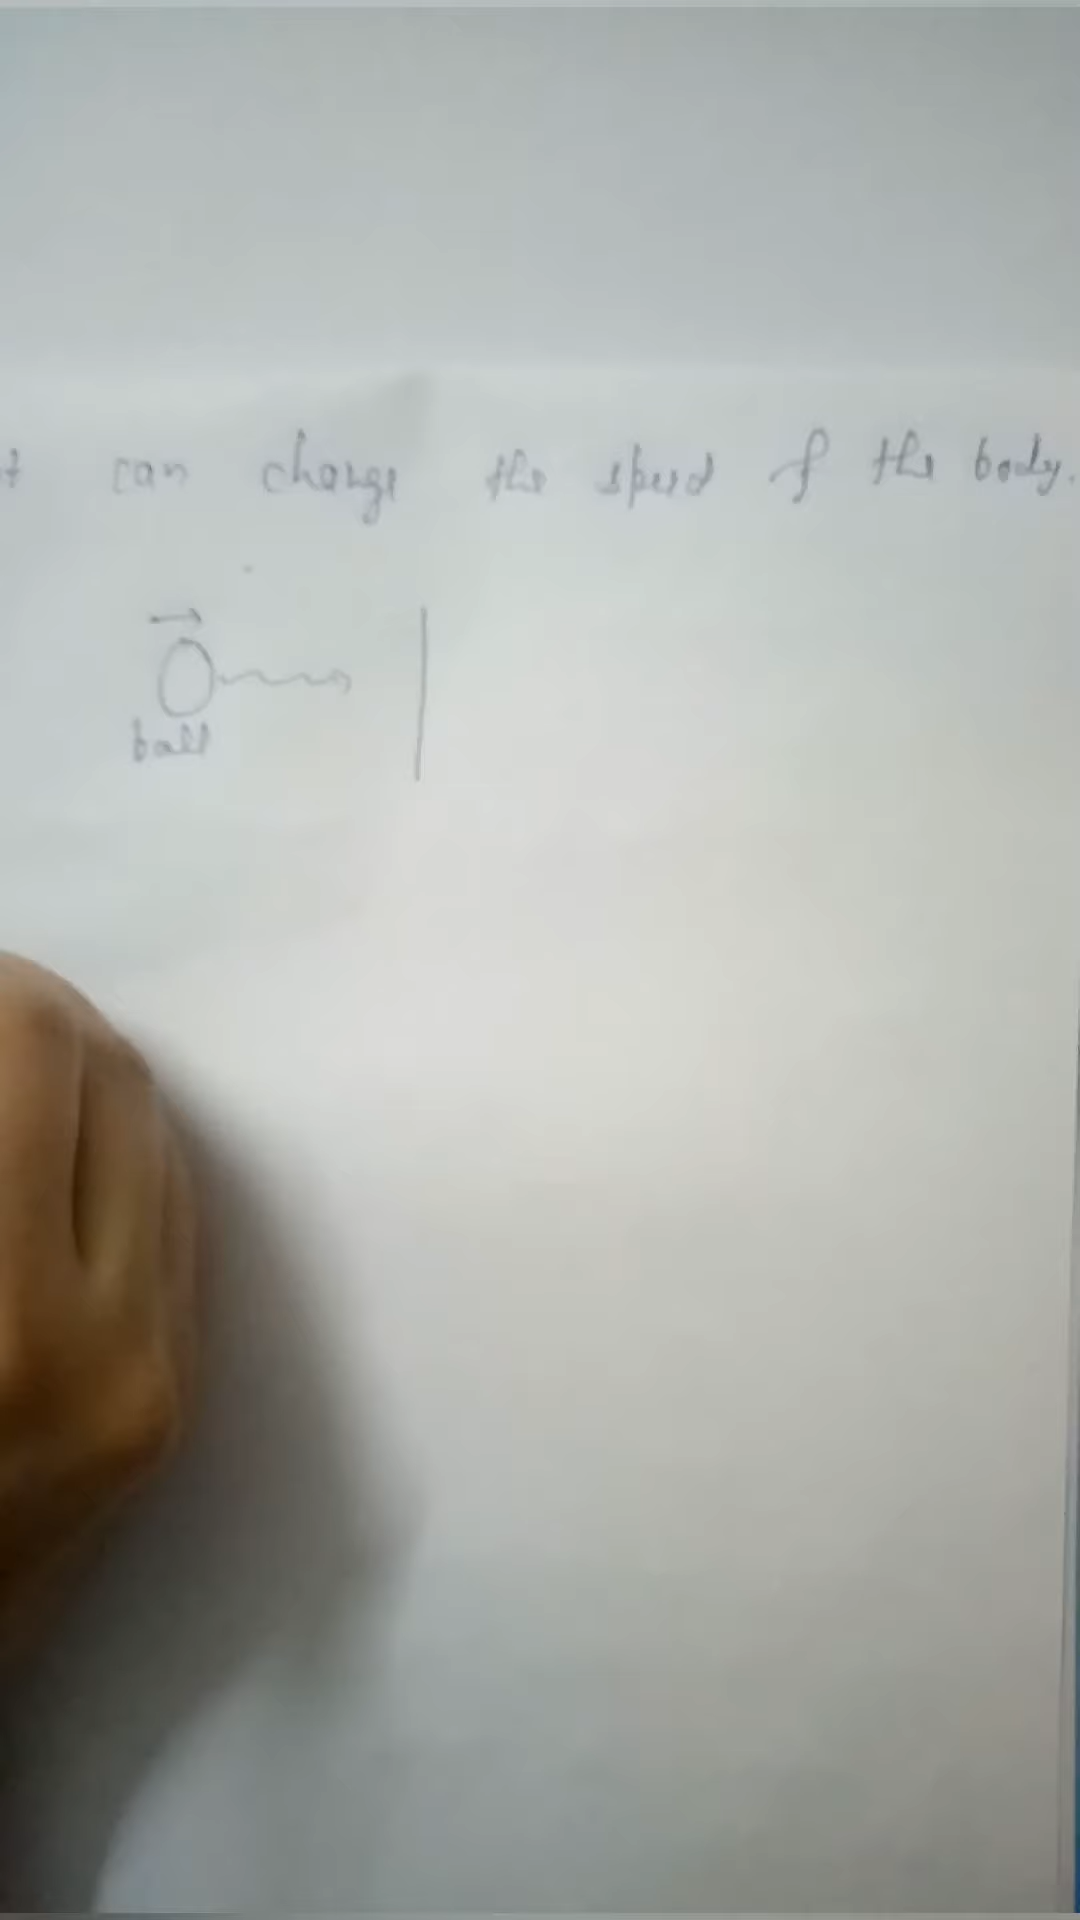 can change the speed of the body.
ball